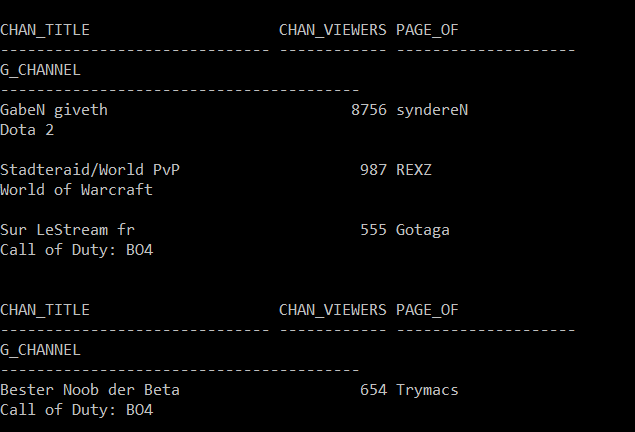 CHAN_TITLE                     CHAN_VIEWERS PAGE_OF
------------------------------ ------------ --------------------
G_CHANNEL
----------------------------------------
GabeN giveth                           8756 syndereN
Dota 2

Stadteraid/World PvP                    987 REXZ
World of Warcraft

Sur LeStream fr                         555 Gotaga
Call of Duty: BO4


CHAN_TITLE                     CHAN_VIEWERS PAGE_OF
------------------------------ ------------ --------------------
G_CHANNEL
----------------------------------------
Bester Noob der Beta                    654 Trymacs
Call of Duty: BO4